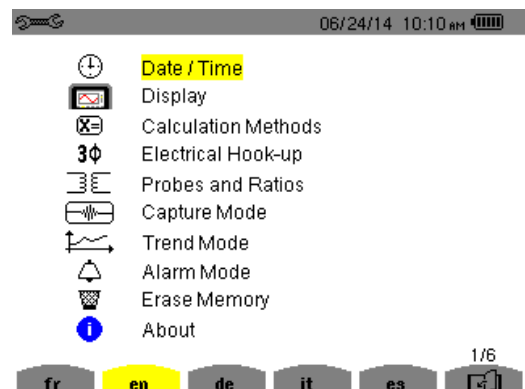 06/24/14 10:10 AM
Date / Time
Display
X= Calculation Methods
3Φ Electrical Hook-up
Probes and Ratios
Capture Mode
Trend Mode
Alarm Mode
Erase Memory
i About
1/6
fr en de it es